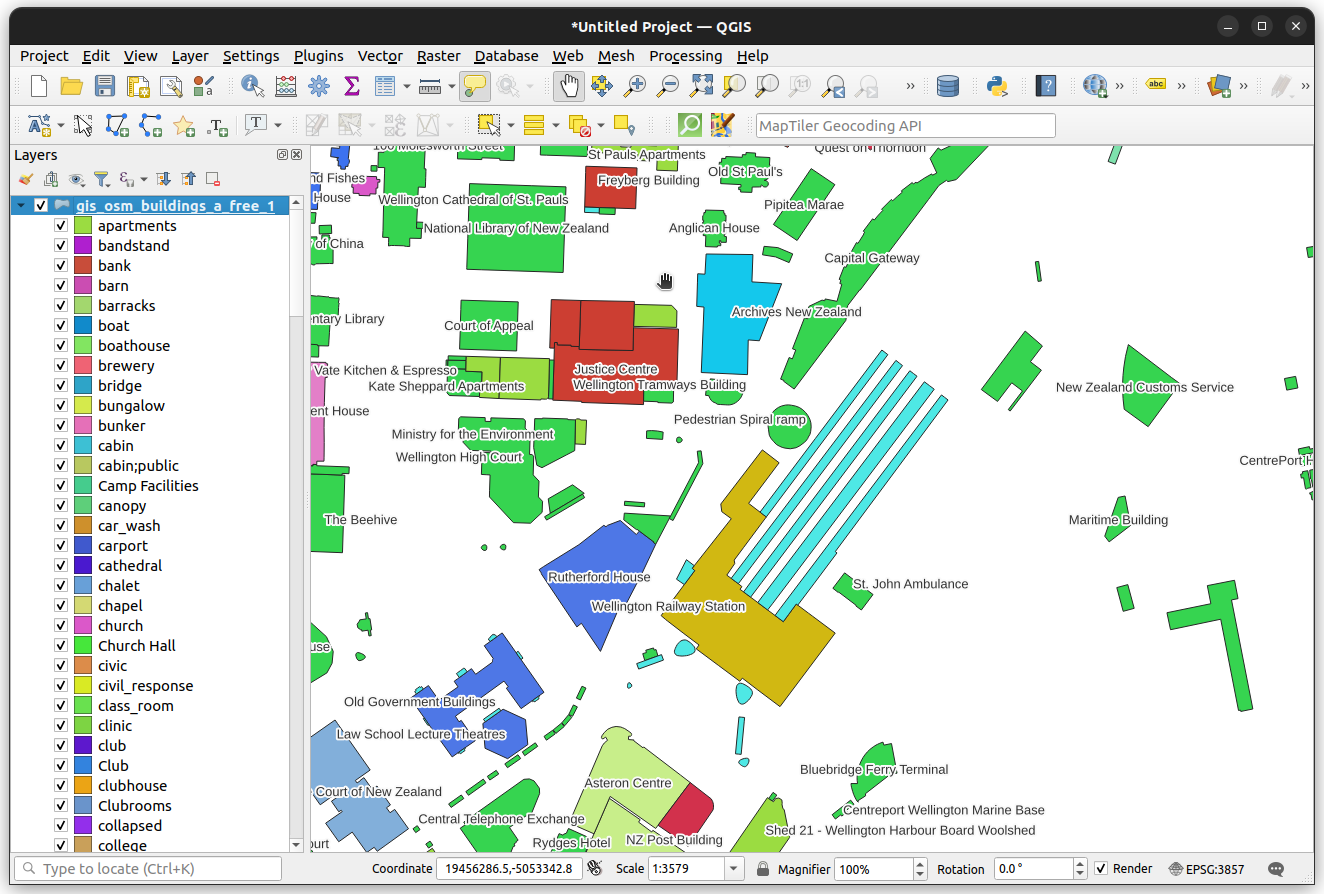 *Untitled Project — QGIS
Project Edit View Layer Settings Plugins Vector Raster Database Web Mesh Processing Help
MapTiler Geocoding API
Layers
gis_osm_buildings_a_free_1
apartments
bandstand
bank
barn
barracks
boat
boathouse
brewery
bridge
bungalow
bunker
cabin
cabin;public
Camp Facilities
canopy
car_wash
carport
cathedral
chalet
chapel
church
Church Hall
civic
civil_response
class_room
clinic
club
Club
clubhouse
Clubrooms
collapsed
college
100 Molesworth Street
St Pauls Apartments
Quest on Thorndon
nd Fishes
House
Freyberg Building
Old St Paul's
Wellington Cathedral of St. Pauls
Pipitea Marae
National Library of New Zealand
Anglican House
of China
Capital Gateway
ntary Library
Court of Appeal
Archives New Zealand
Vate Kitchen & Espresso
Justice Centre
Kate Sheppard Apartments
Wellington Tramways Building
New Zealand Customs Service
ent House
Pedestrian Spiral ramp
Ministry for the Environment
Wellington High Court
CentrePort H
The Beehive
Maritime Building
Rutherford House
St. John Ambulance
Wellington Railway Station
use
Old Government Buildings
Law School Lecture Theatres
Bluebridge Ferry Terminal
Asteron Centre
Court of New Zealand
Centreport Wellington Marine Base
Central Telephone Exchange
Shed 21 - Wellington Harbour Board Woolshed
ourt
Rydges Hotel
NZ Post Building
Type to locate (Ctrl+K) Coordinate 19456286.5,-5053342.8 Scale 1:3579 Magnifier 100% Rotation 0.0 ° Render EPSG:3857